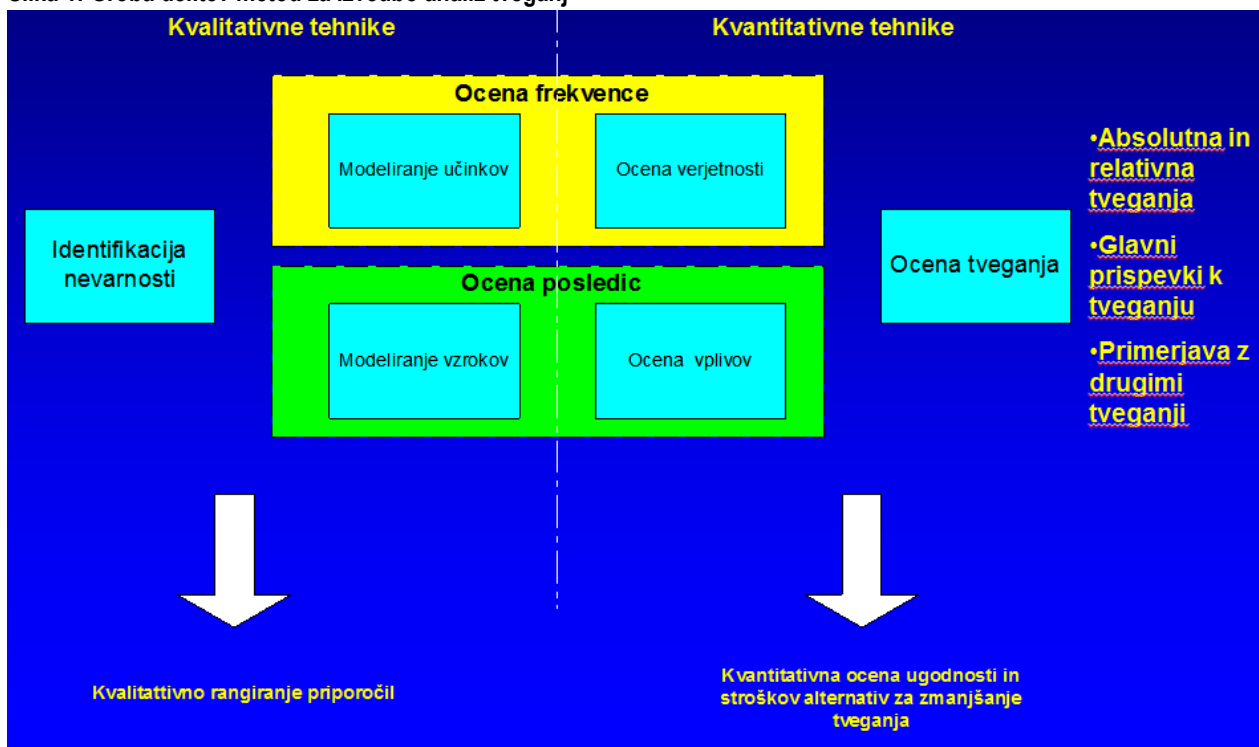 Kvalitativne tehnike
Kvantitativne tehnike
Ocena frekvence
Modeliranje učinkov
Ocena verjetnosti
Identifikacija
nevarnosti
Ocena posledic
Modeliranje vzrokov
Ocena vplivov
Ocena tveganja
•Absolutna in
relativna
tveganja
•Glavni
prispevki k
tveganju
•Primerjava z
drugimi
tveganji
Kvalitattivno rangiranje priporočil
Kvantitativna ocena ugodnosti in
stroškov alternativ za zmanjšanje
tveganja